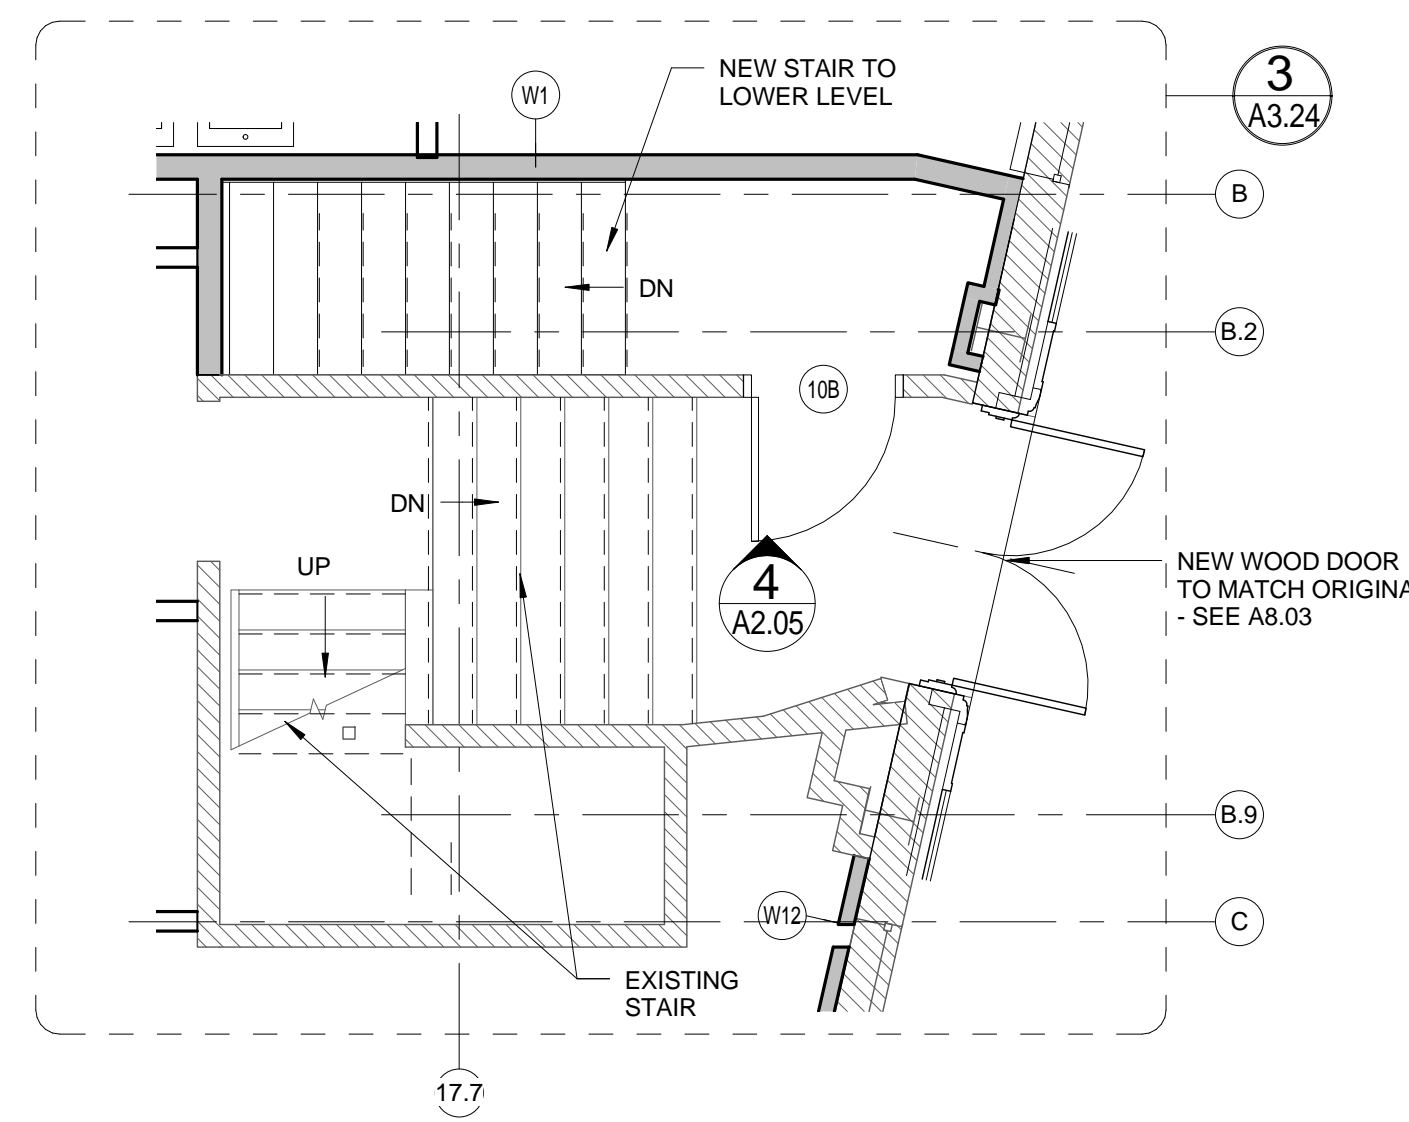 NEW STAIR TO
LOWER LEVEL
W1
3
A3.24
B
DN
B.2
10B
DN
UP
4
A2.05
NEW WOOD DOOR
TO MATCH ORIGINA
- SEE A8.03
B.9
W12
C
EXISTING
STAIR
17.7